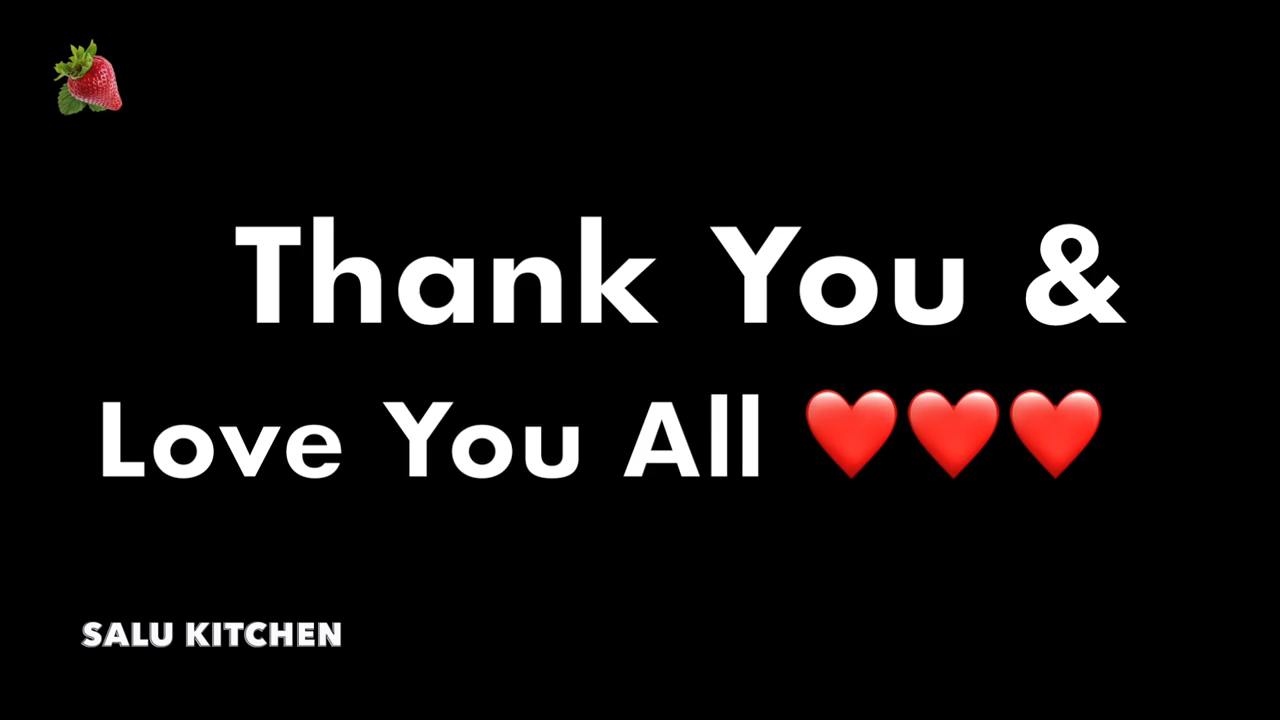 Thank You &
Love You All ❤️❤️❤️
SALU KITCHEN